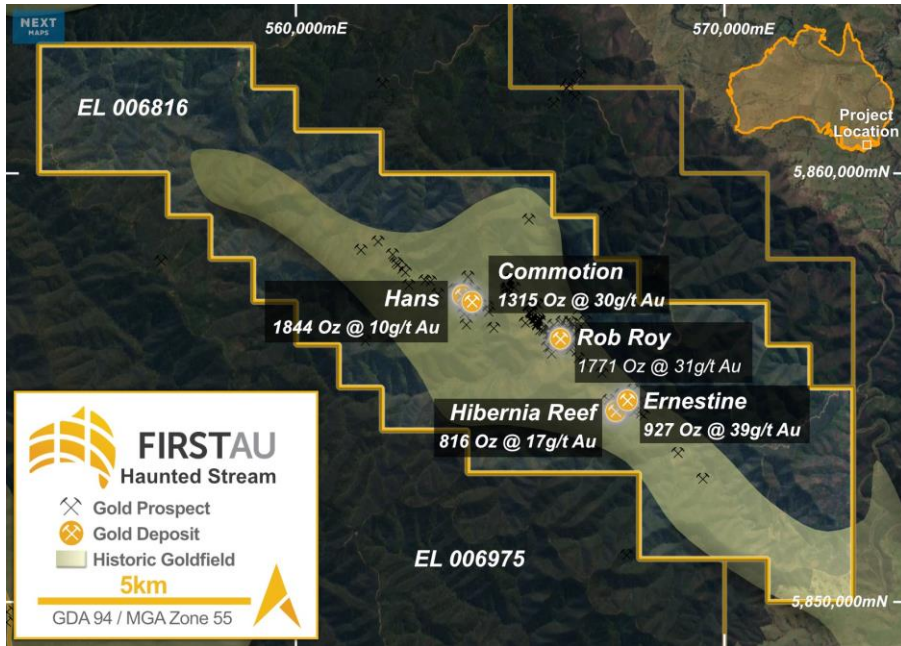 NEXT
MAPS
560,000mE
570,000mE
EL 006816
Project
Location
5,860,000mN
Commotion
1315 Oz @ 30g/t Au
Hans
1844 Oz @ 10g/t Au
Rob Roy
1771 Oz @ 31g/t Au
Hibernia Reef
816 Oz @ 17g/t Au
Ernestine
927 Oz @ 39g/t Au
FIRSTAU
Haunted Stream
Gold Prospect
Gold Deposit
Historic Goldfield
5km
GDA 94 / MGA Zone 55
EL 006975
5,850,000mN